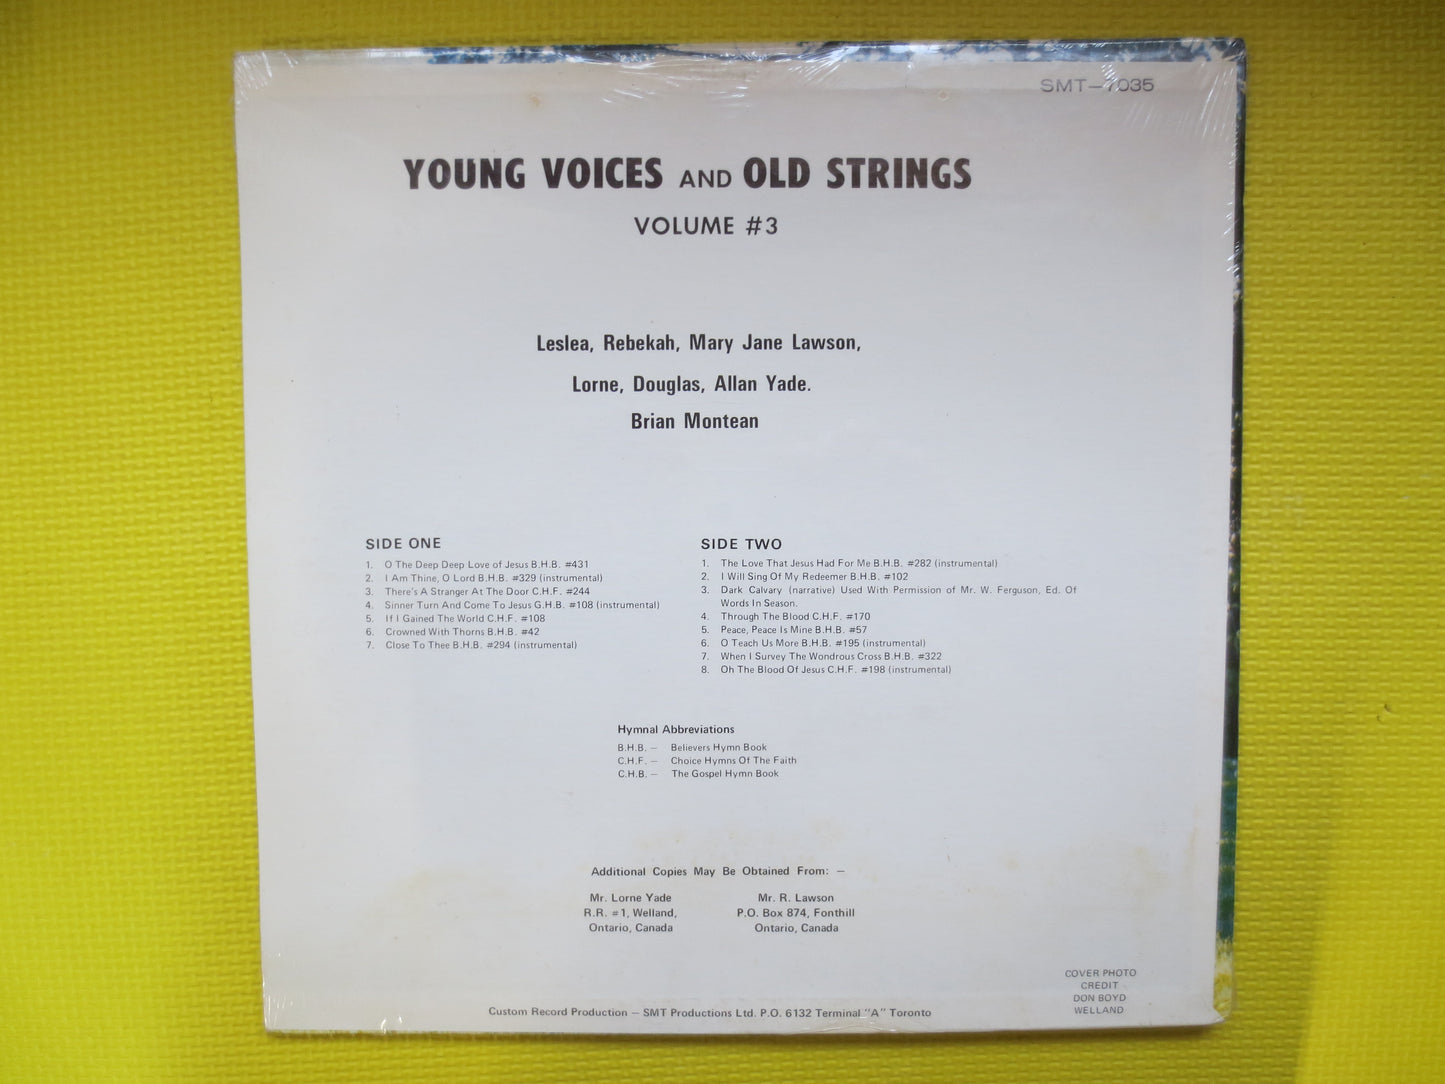 SMT-7035
YOUNG VOICES AND OLD STRINGS
VOLUME #3
Leslea, Rebekah, Mary Jane Lawson,
Lorne, Douglas, Allan Yade.
Brian Montean
SIDE ONE
1. O The Deep Deep Love of Jesus B.H.B. #431
2. I Am Thine, O Lord B.H.B. #329 (instrumental)
3. There's A Stranger At The Door C.H.F. #244
4. Sinner Turn And Come To Jesus G.H.B. #108 (instrumental)
5. If I Gained The World C.H.F. #108
6. Crowned With Thorns B.H.B. #42
7. Close To Thee B.H.B. #294 (instrumental)
SIDE TWO
1. The Love That Jesus Had For Me B.H.B. #282 (instrumental)
2. I Will Sing Of My Redeemer B.H.B. #102
3. Dark Calvary (narrative) Used With Permission of Mr. W. Ferguson, Ed. Of
Words In Season.
4. Through The Blood C.H.F. #170
5. Peace, Peace Is Mine B.H.B. #57
6. O Teach Us More B.H.B. #195 (instrumental)
7. When I Survey The Wondrous Cross B.H.B. #322
8. Oh The Blood Of Jesus C.H.F. #198 (instrumental)
Hymnal Abbreviations
B.H.B. — Believers Hymn Book
C.H.F. — Choice Hymns Of The Faith
C.H.B. — The Gospel Hymn Book
Additional Copies May Be Obtained From: —
Mr. Lorne Yade
R.R. #1, Welland,
Ontario, Canada
Mr. R. Lawson
P.O. Box 874, Fonthill
Ontario, Canada
COVER PHOTO
CREDIT
DON BOYD
WELLAND
Custom Record Production — SMT Productions Ltd. P.O. 6132 Terminal "A" Toronto